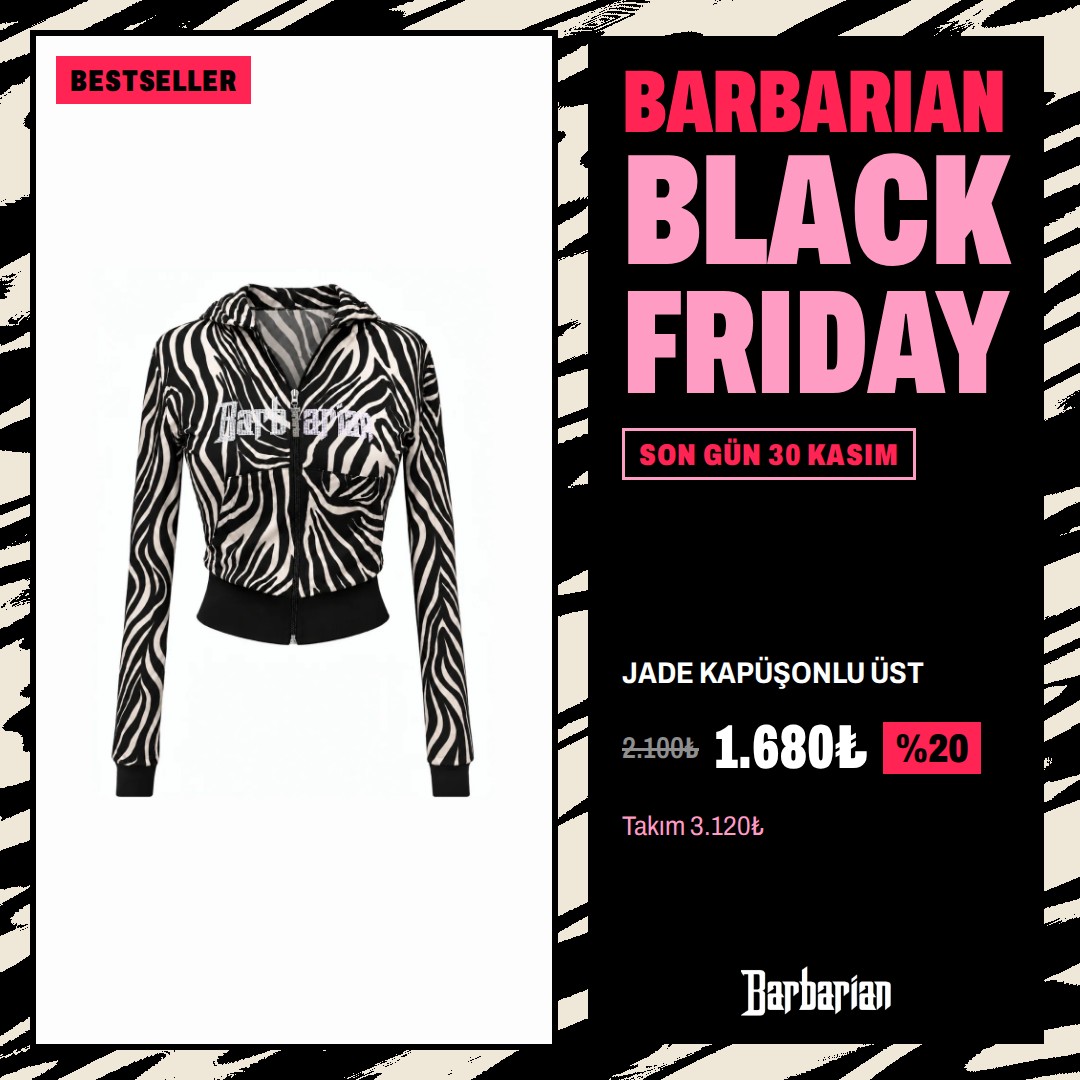 BESTSELLER
Barbarian
BARBARIAN
BLACK
FRIDAY
SON GÜN 30 KASIM
JADE KAPÜŞONLU ÜST
2.100₺ 1.680₺ %20
Takım 3.120₺
Barbarian